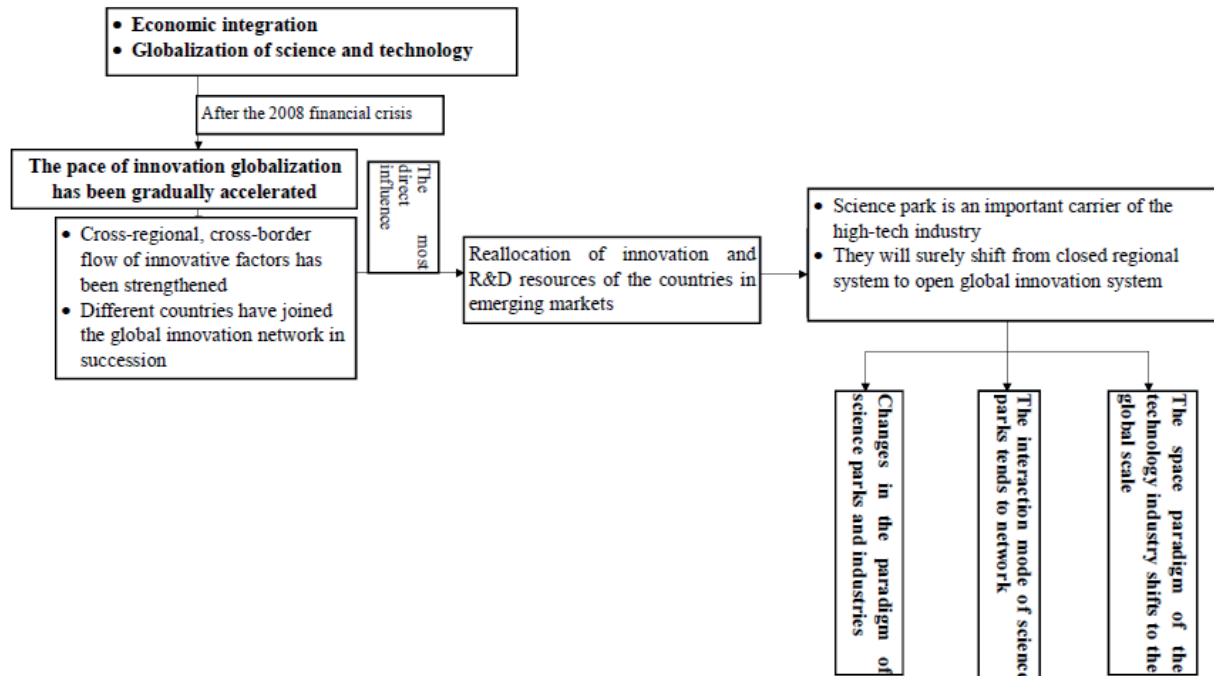 • Economic integration
• Globalization of science and technology
After the 2008 financial crisis
The pace of innovation globalization
has been gradually accelerated
The most
direct
influence
• Cross-regional, cross-border
flow of innovative factors has
been strengthened
• Different countries have joined
the global innovation network in
succession
Reallocation of innovation and
R&D resources of the countries in
emerging markets
• Science park is an important carrier of the
high-tech industry
• They will surely shift from closed regional
system to open global innovation system
Changes in the paradigm of
science parks and industries
The interaction mode of science
parks tends to network
The space paradigm of the
technology industry shifts to the
global scale